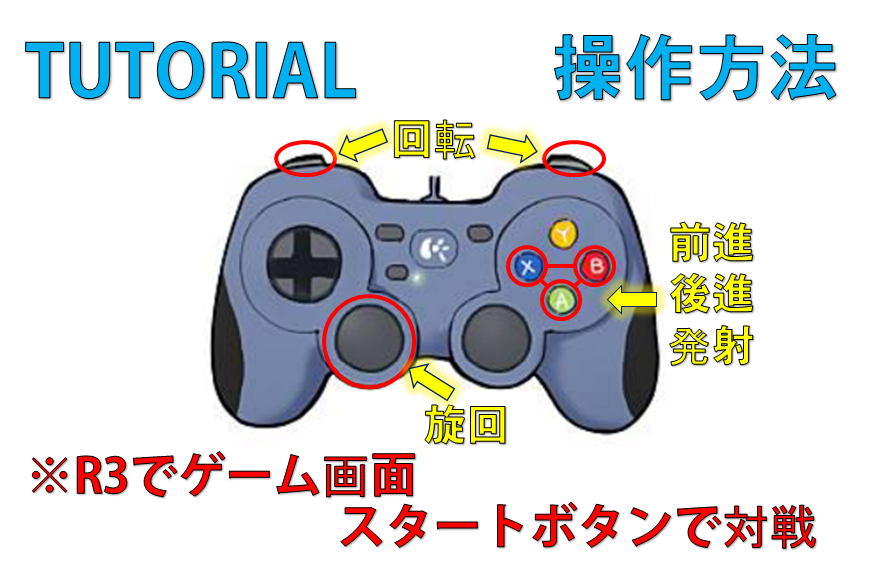 TUTORIAL 操作方法
回転
Y
X B
A
前進
後進
発射
旋回
※R3でゲーム画面
スタートボタンで対戦